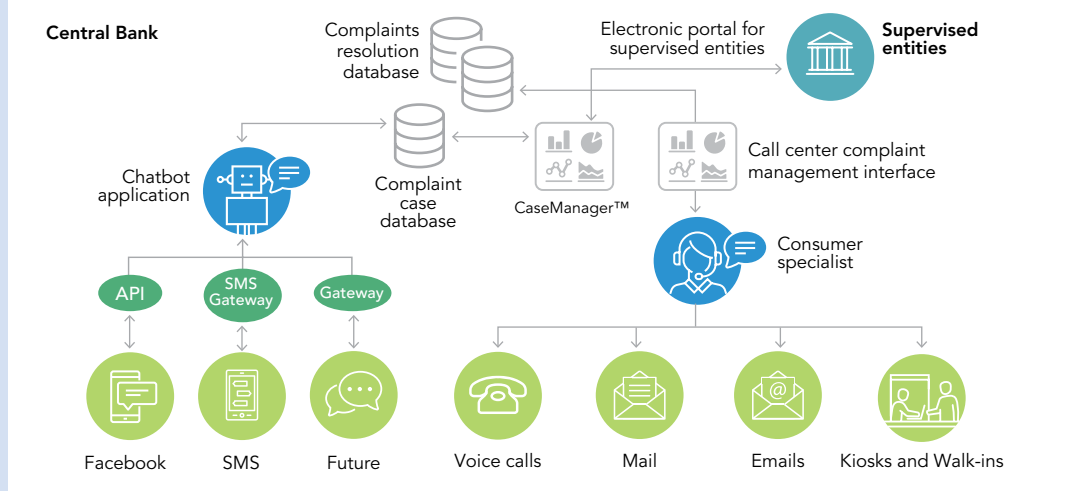 Central Bank
Complaints
resolution
database
Electronic portal for
supervised entities
Supervised
entities
Chatbot
application
Complaint
case
database
CaseManager™
Call center complaint
management interface
Consumer
specialist
API
SMS
Gateway
Gateway
@
Facebook
SMS
Future
Voice calls
Mail
Emails
Kiosks and Walk-ins